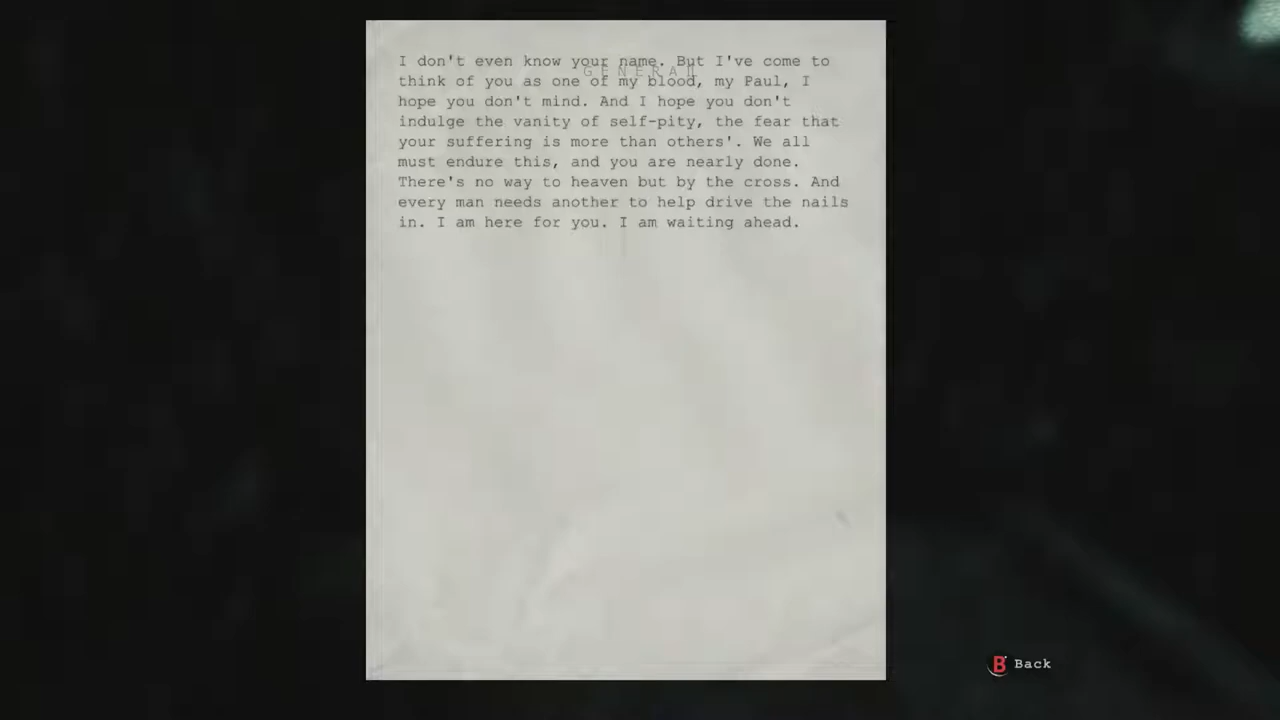 I don't even know your name. But I've come to
GENERAL
think of you as one of my blood, my Paul, I
hope you don't mind. And I hope you don't
indulge the vanity of self-pity, the fear that
your suffering is more than others'. We all
must endure this, and you are nearly done.
There's no way to heaven but by the cross. And
every man needs another to help drive the nails
in. I am here for you. I am waiting ahead.
B Back